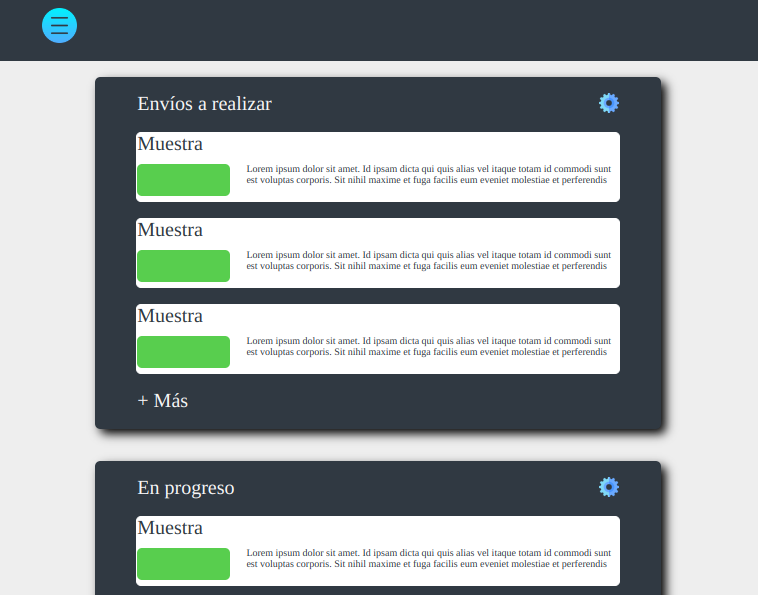 Envíos a realizar
Muestra
Lorem ipsum dolor sit amet. Id ipsam dicta qui quis alias vel itaque totam id commodi sunt
est voluptas corporis. Sit nihil maxime et fuga facilis eum eveniet molestiae et perferendis
Muestra
Lorem ipsum dolor sit amet. Id ipsam dicta qui quis alias vel itaque totam id commodi sunt
est voluptas corporis. Sit nihil maxime et fuga facilis eum eveniet molestiae et perferendis
Muestra
Lorem ipsum dolor sit amet. Id ipsam dicta qui quis alias vel itaque totam id commodi sunt
est voluptas corporis. Sit nihil maxime et fuga facilis eum eveniet molestiae et perferendis
+ Más
En progreso
Muestra
Lorem ipsum dolor sit amet. Id ipsam dicta qui quis alias vel itaque totam id commodi sunt
est voluptas corporis. Sit nihil maxime et fuga facilis eum eveniet molestiae et perferendis